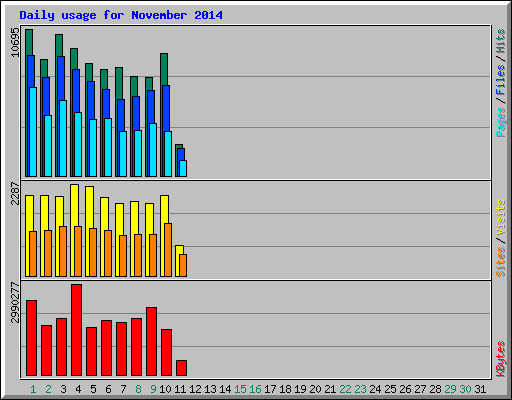 Daily usage for November 2014
10695
Pages/Files/Hits
2287
Sites/Visits
2990277
KBytes
1 2 3 4 5 6 7 8 9 10 11 12 13 14 15 16 17 18 19 20 21 22 23 24 25 26 27 28 29 30 31